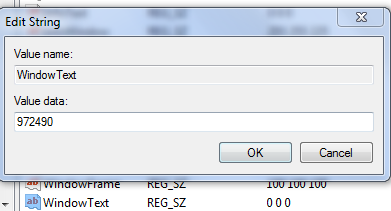 Edit String
Value name:
WindowText
Value data:
972490
OK Cancel
WindowFrame REG_SZ 100 100 100
WindowText REG_SZ 0 0 0